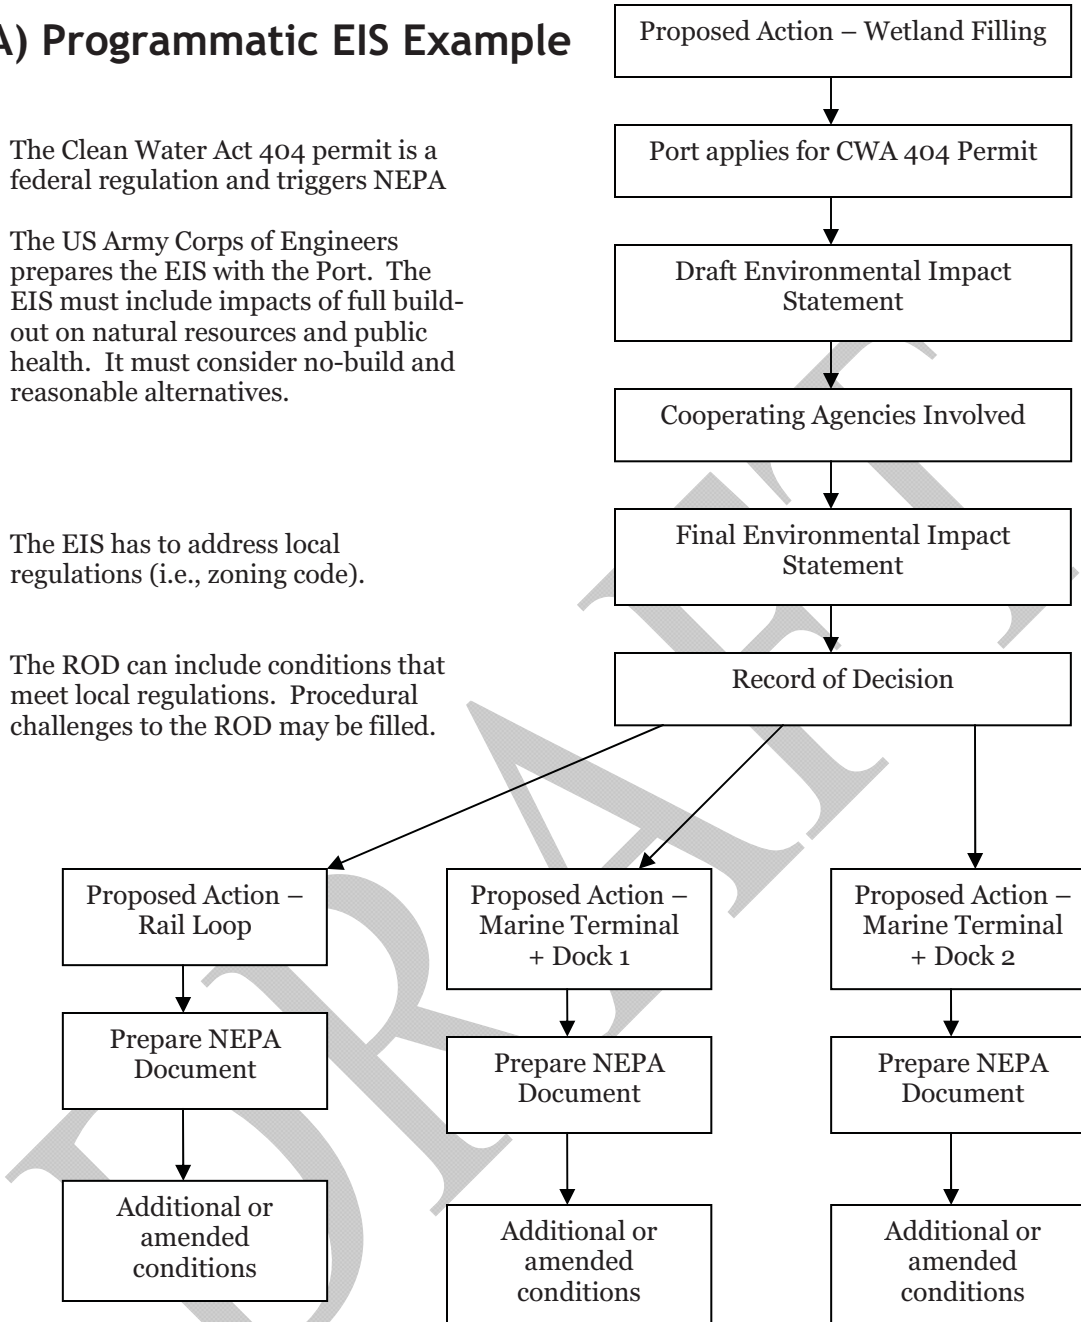 A) Programmatic EIS Example
Proposed Action – Wetland Filling
The Clean Water Act 404 permit is a
federal regulation and triggers NEPA
Port applies for CWA 404 Permit
The US Army Corps of Engineers
prepares the EIS with the Port.  The
EIS must include impacts of full build-
out on natural resources and public
health.  It must consider no-build and
reasonable alternatives.
Draft Environmental Impact
Statement
Cooperating Agencies Involved
The EIS has to address local
regulations (i.e., zoning code).
Final Environmental Impact
Statement
The ROD can include conditions that
meet local regulations.  Procedural
challenges to the ROD may be filled.
Record of Decision
Proposed Action –
Rail Loop
Proposed Action –
Marine Terminal
+ Dock 1
Proposed Action –
Marine Terminal
+ Dock 2
Prepare NEPA
Document
Prepare NEPA
Document
Prepare NEPA
Document
Additional or
amended
conditions
Additional or
amended
conditions
Additional or
amended
conditions
DRAFT